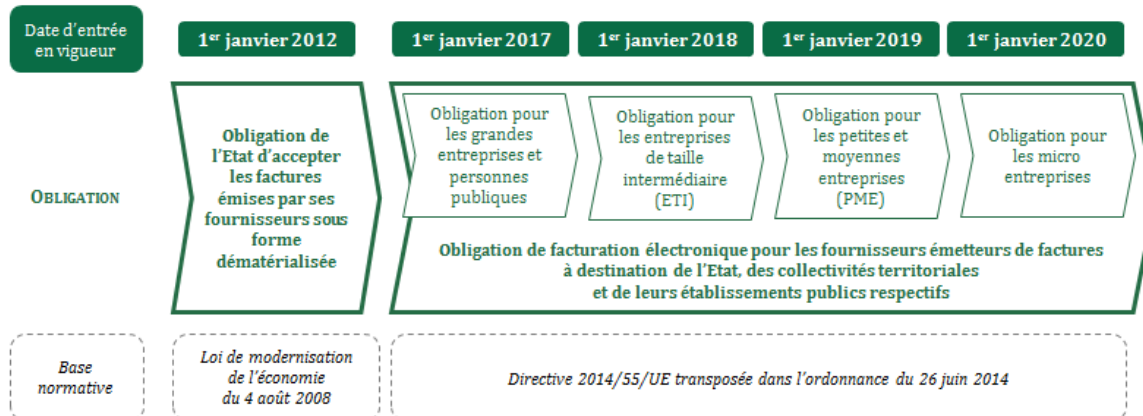 Date d'entrée
en vigueur
1er janvier 2012
1er janvier 2017
1er janvier 2018
1er janvier 2019
1er janvier 2020
OBLIGATION
Obligation de
l'Etat d'accepter
les factures
émises par ses
fournisseurs sous
forme
dématérialisée
Obligation pour
les grandes
entreprises et
personnes
publiques
Obligation pour
les entreprises
de taille
intermédiaire
(ETI)
Obligation pour
les petites et
moyennes
entreprises
(PME)
Obligation pour
les micro
entreprises
Obligation de facturation électronique pour les fournisseurs émetteurs de factures
à destination de l'Etat, des collectivités territoriales
et de leurs établissements publics respectifs
Base
normative
Loi de modernisation
de l'économie
du 4 août 2008
Directive 2014/55/UE transposée dans l'ordonnance du 26 juin 2014